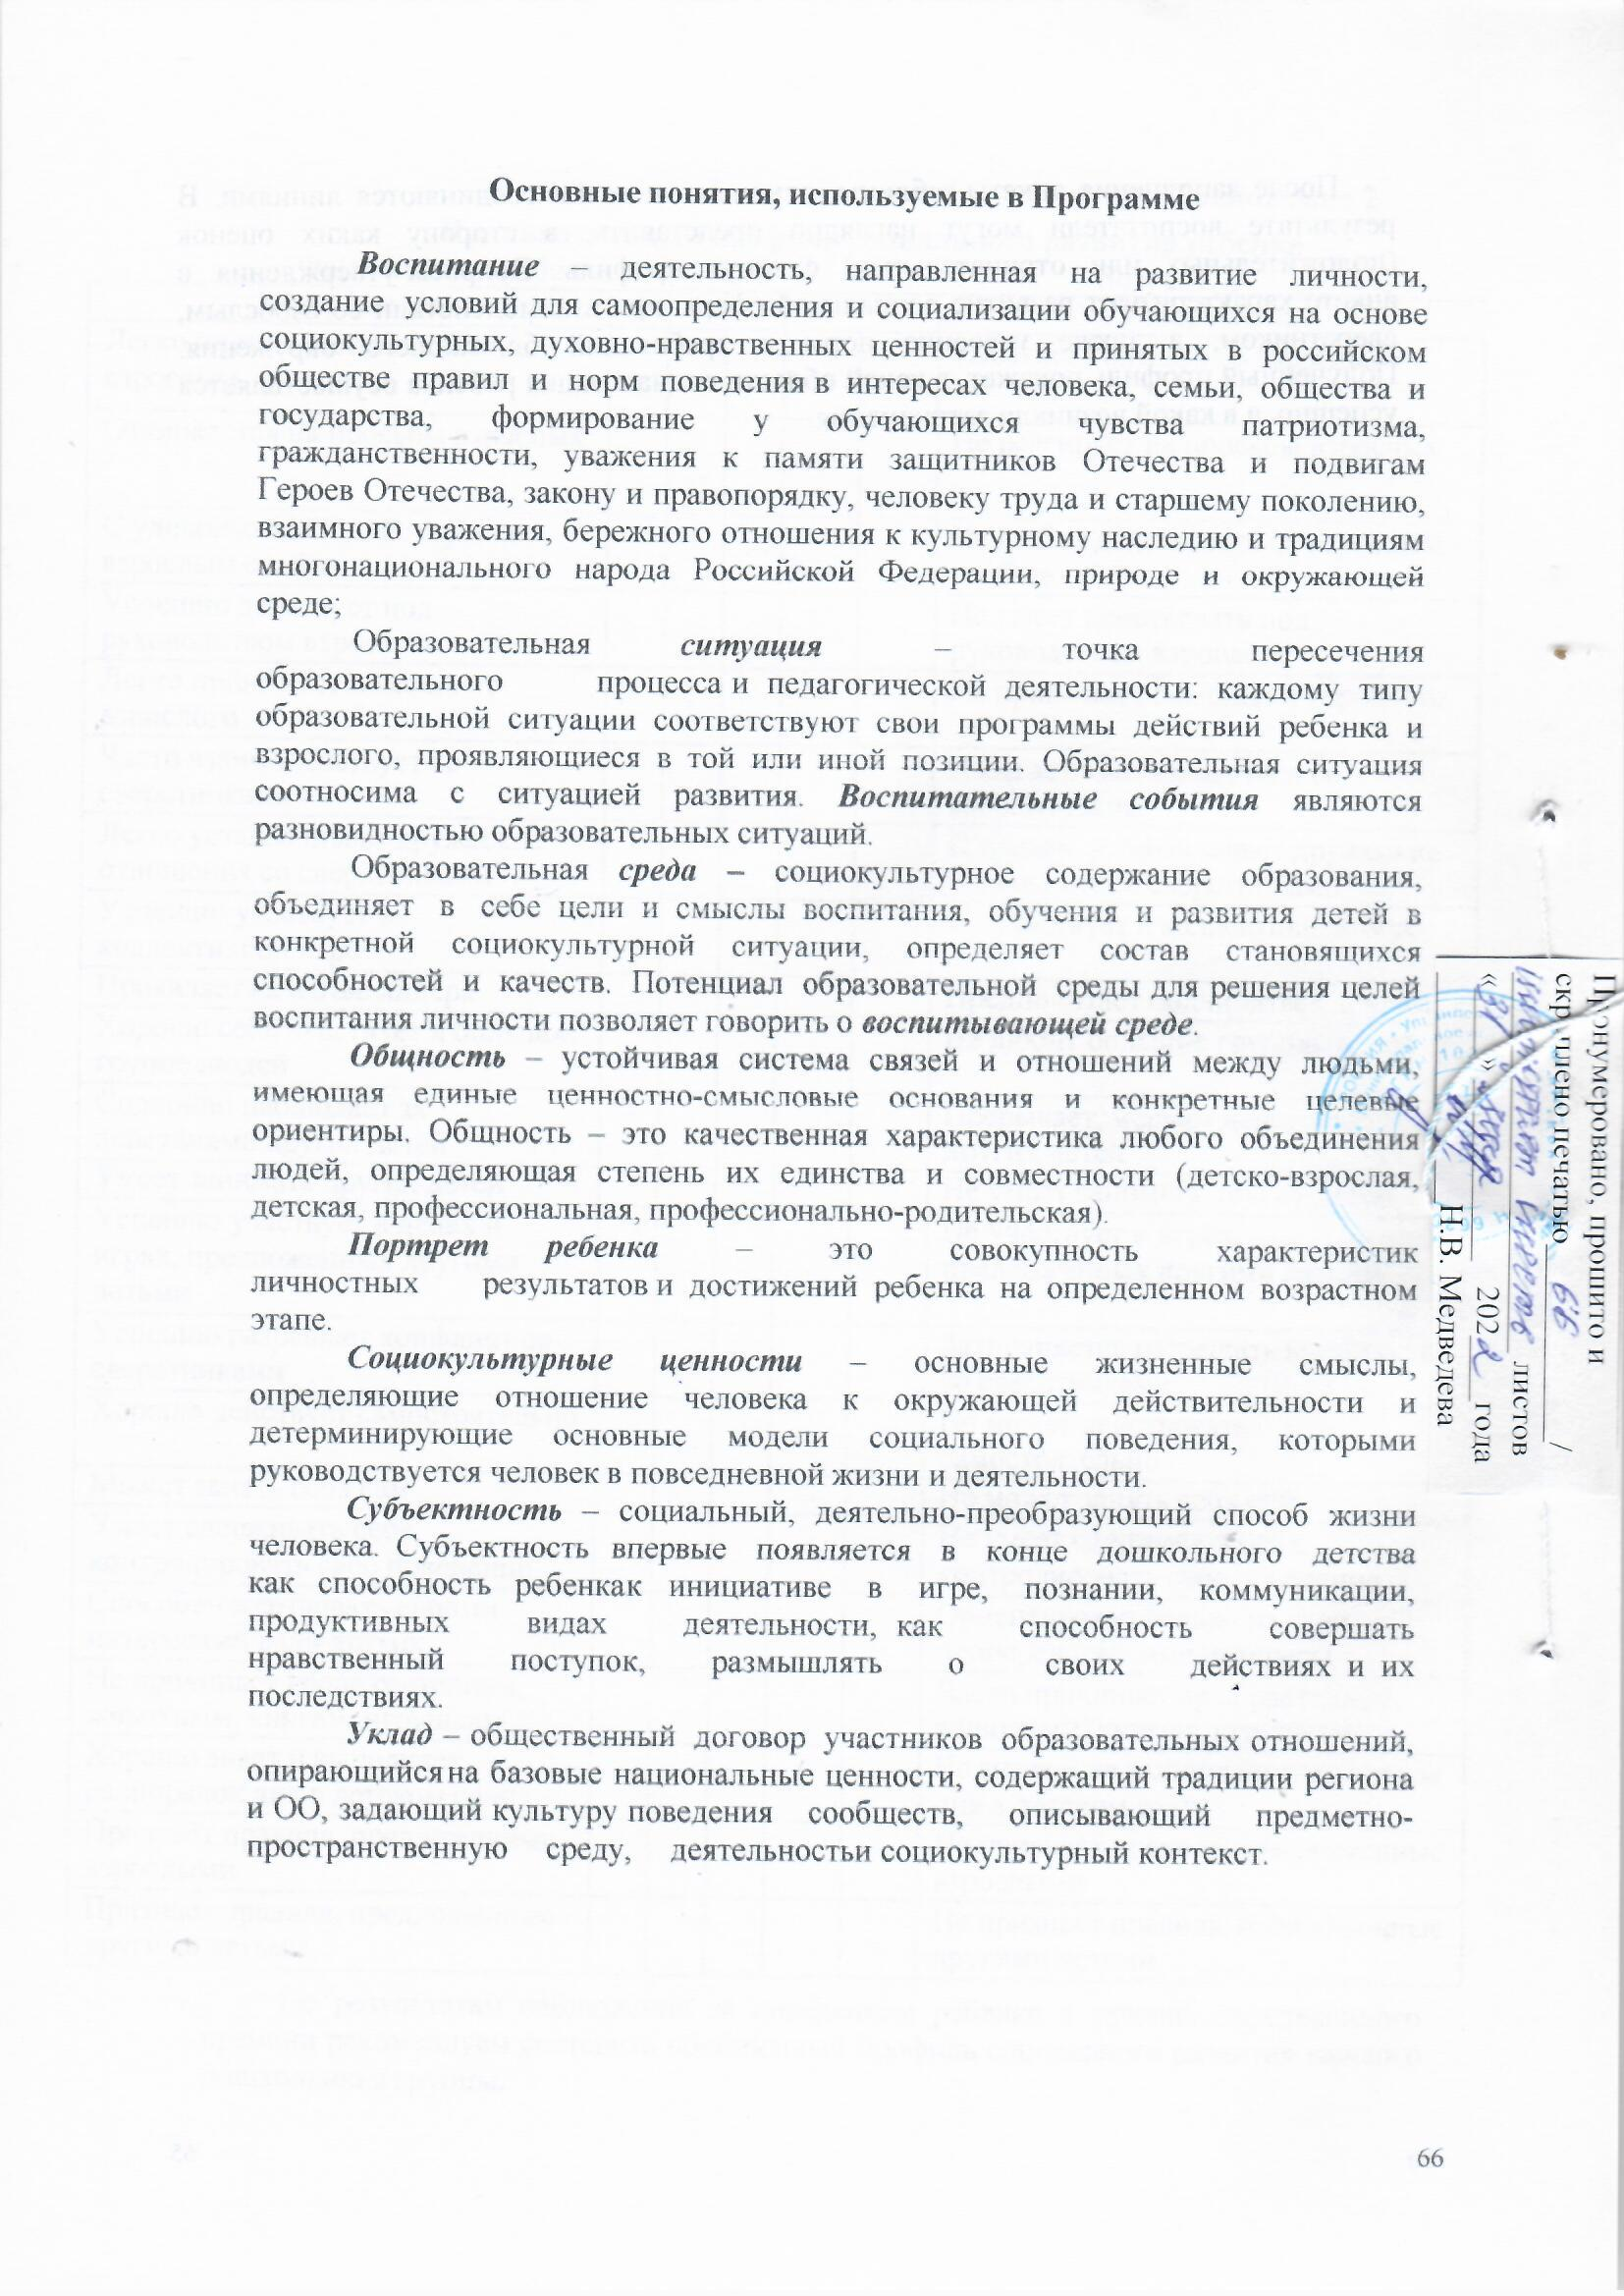 Основные понятия, используемые в Программе
Воспитание – деятельность, направленная на развитие личности,
создание условий для самоопределения и социализации обучающихся на основе
социокультурных, духовно-нравственных ценностей и принятых в российском
обществе правил и норм поведения в интересах человека, семьи, общества и
государства, формирование у обучающихся чувства патриотизма,
гражданственности, уважения к памяти защитников Отечества и подвигам
Героев Отечества, закону и правопорядку, человеку труда и старшему поколению,
взаимного уважения, бережного отношения к культурному наследию и традициям
многонационального народа Российской Федерации, природе и окружающей
среде;
Образовательная ситуация – точка пересечения
образовательного процесса и педагогической деятельности: каждому типу
образовательной ситуации соответствуют свои программы действий ребенка и
взрослого, проявляющиеся в той или иной позиции. Образовательная ситуация
соотносима с ситуацией развития. Воспитательные события являются
разновидностью образовательных ситуаций.
Образовательная среда – социокультурное содержание образования,
объединяет в себе цели и смыслы воспитания, обучения и развития детей в
конкретной социокультурной ситуации, определяет состав становящихся
способностей и качеств. Потенциал образовательной среды для решения целей
воспитания личности позволяет говорить о воспитывающей среде.
Общность – устойчивая система связей и отношений между людьми,
имеющая единые ценностно-смысловые основания и конкретные целевые
ориентиры. Общность – это качественная характеристика любого объединения
людей, определяющая степень их единства и совместности (детско-взрослая,
детская, профессиональная, профессионально-родительская).
Портрет ребенка – это совокупность характеристик
личностных результатов и достижений ребенка на определенном возрастном
этапе.
Социокультурные ценности – основные жизненные смыслы,
определяющие отношение человека к окружающей действительности и
детерминирующие основные модели социального поведения, которыми
руководствуется человек в повседневной жизни и деятельности.
Субъектность – социальный, деятельно-преобразующий способ жизни
человека. Субъектность впервые появляется в конце дошкольного детства
как способность ребенкак инициативе в игре, познании, коммуникации,
продуктивных видах деятельности, как способность совершать
нравственный поступок, размышлять о своих действиях и их
последствиях.
Уклад – общественный договор участников образовательных отношений,
опирающийся на базовые национальные ценности, содержащий традиции региона
и ОО, задающий культуру поведения сообществ, описывающий предметно-
пространственную среду, деятельностьи социокультурный контекст.
Пронумеровано, прошито и
скреплено печатью 66 /
шестьдесят шесть листов
« 31 » 2022 года
Н.В. Медведева
66